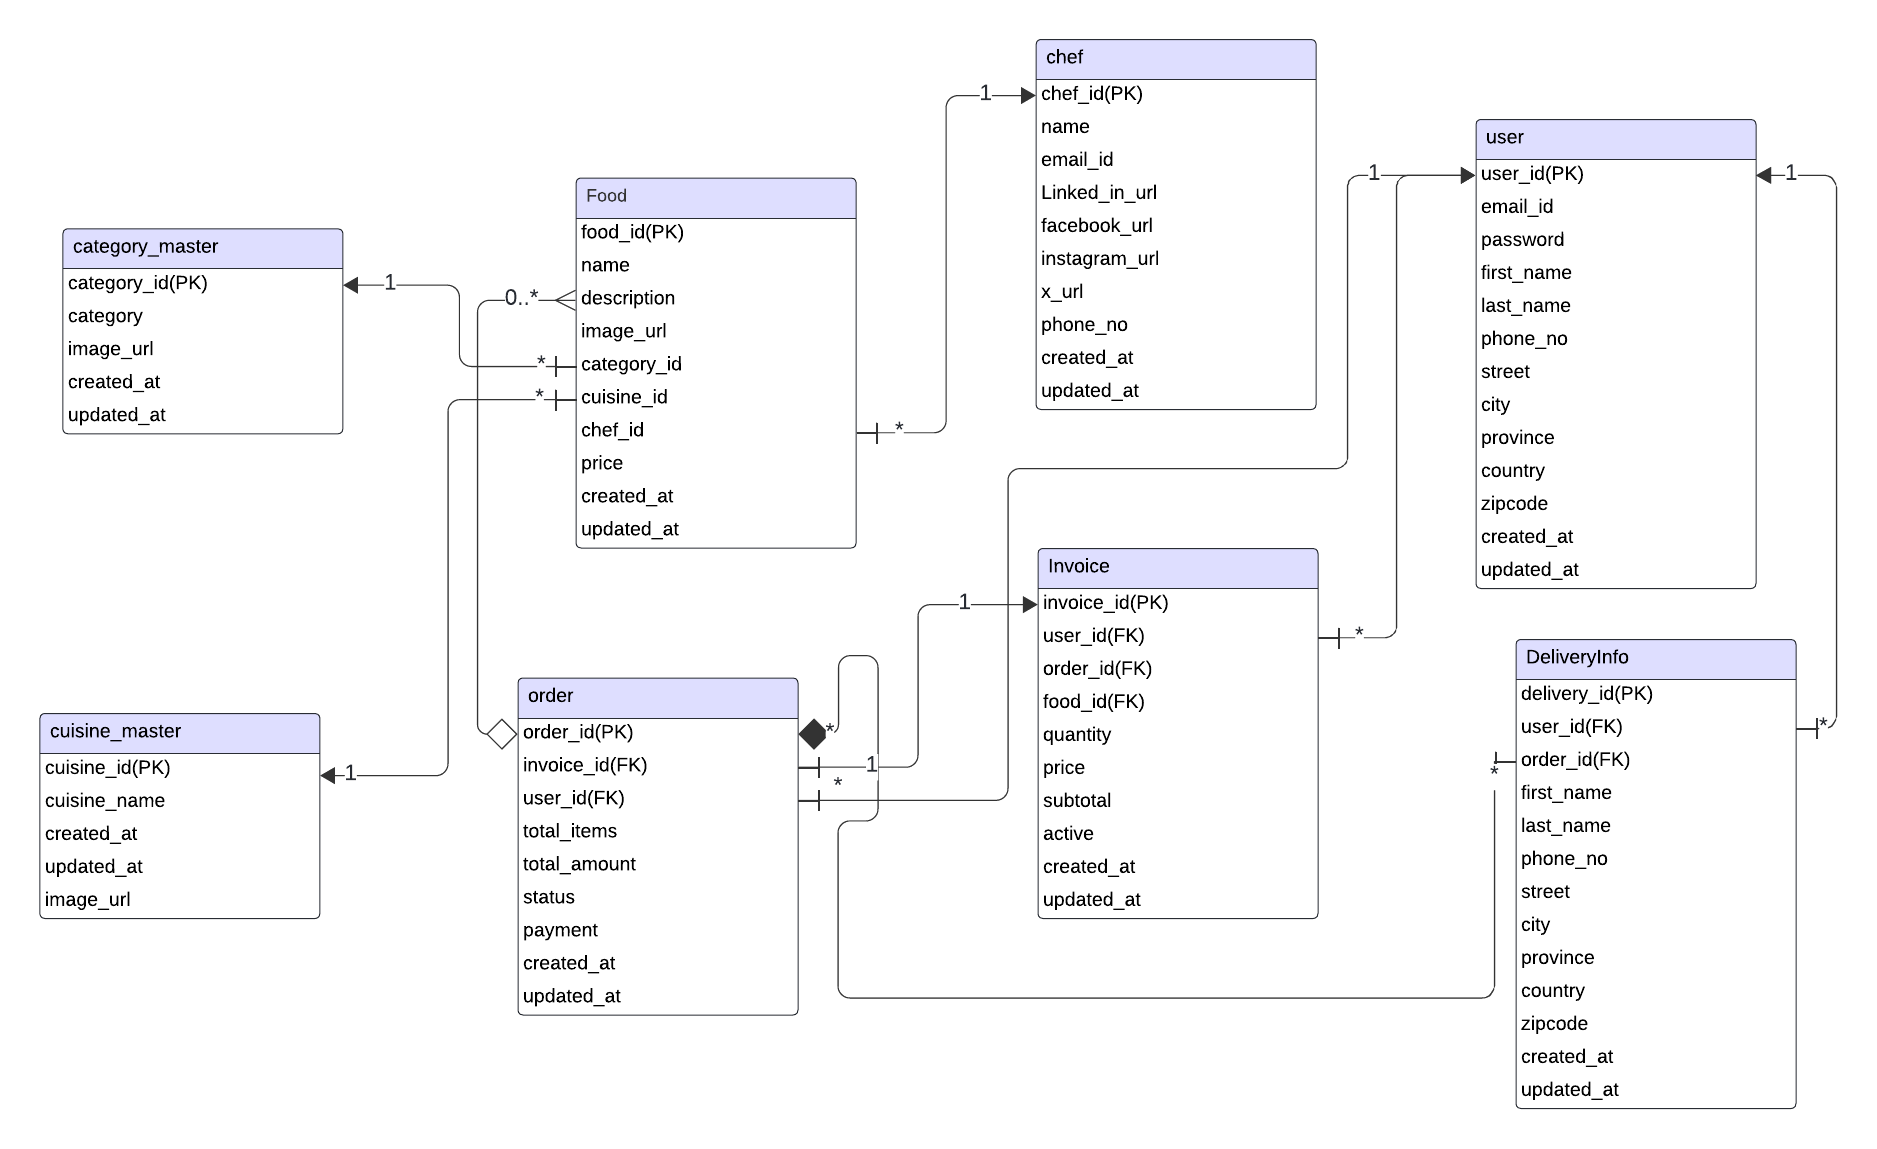 chef
chef_id(PK)
name
email_id
Linked_in_url
facebook_url
instagram_url
x_url
phone_no
created_at
updated_at
user
user_id(PK)
email_id
password
first_name
last_name
phone_no
street
city
province
country
zipcode
created_at
updated_at
Food
food_id(PK)
name
description
image_url
category_id
cuisine_id
chef_id
price
created_at
updated_at
category_master
category_id(PK)
category
image_url
created_at
updated_at
cuisine_master
cuisine_id(PK)
cuisine_name
created_at
updated_at
image_url
order
order_id(PK)
invoice_id(FK)
user_id(FK)
total_items
total_amount
status
payment
created_at
updated_at
Invoice
invoice_id(PK)
user_id(FK)
order_id(FK)
food_id(FK)
quantity
price
subtotal
active
created_at
updated_at
DeliveryInfo
delivery_id(PK)
user_id(FK)
order_id(FK)
first_name
last_name
phone_no
street
city
province
country
zipcode
created_at
updated_at
1
*
1
1
1
*
0..*
*
*
1
1
*
*
1
*
*
*
1